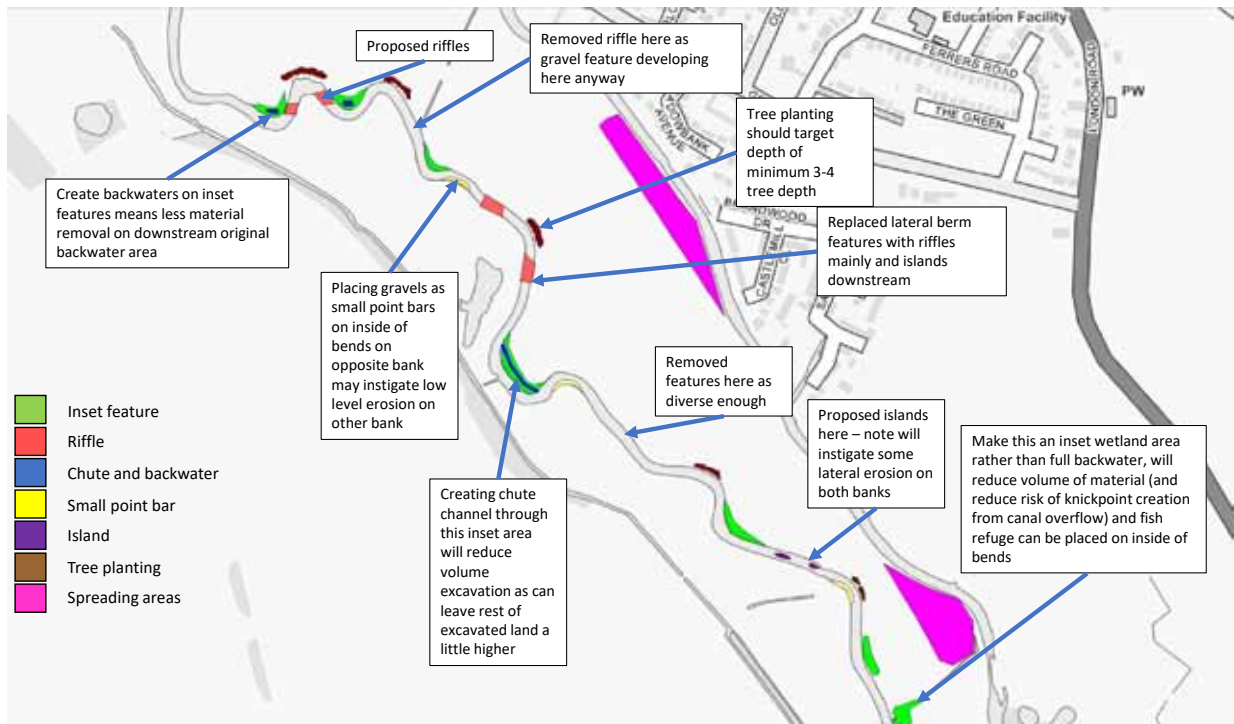 Education Facility
FERRERS ROAD
THE GREEN
LONDON ROAD
PW
AVENUE
CASTLE MILL
Proposed riffles
Removed riffle here as
gravel feature developing
here anyway
Tree planting
should target
depth of
minimum 3-4
tree depth
Create backwaters on inset
features means less material
removal on downstream original
backwater area
Replaced lateral berm
features with riffles
mainly and islands
downstream
Placing gravels as
small point bars
on inside of
bends on
opposite bank
may instigate low
level erosion on
other bank
Removed
features here as
diverse enough
Proposed islands
here – note will
instigate some
lateral erosion on
both banks
Make this an inset wetland area
rather than full backwater, will
reduce volume of material (and
reduce risk of knickpoint creation
from canal overflow) and fish
refuge can be placed on inside of
bends
Creating chute
channel through
this inset area
will reduce
volume
excavation as can
leave rest of
excavated land a
little higher
Inset feature
Riffle
Chute and backwater
Small point bar
Island
Tree planting
Spreading areas